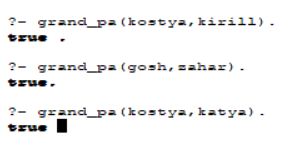 ?- grand_pa(kostya,kirill).
true .
?- grand_pa(gosh,zahar).
true.
?- grand_pa(kostya,katya).
true